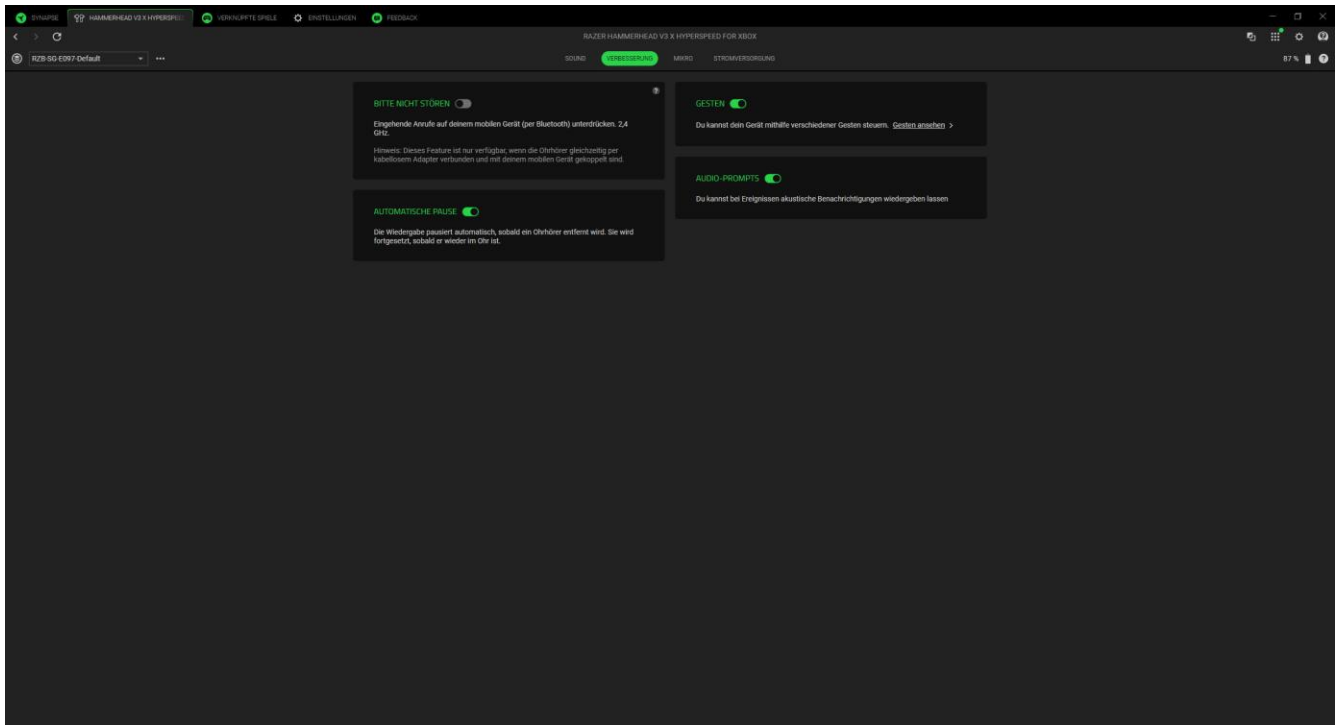 SYNAPSE
HAMMERHEAD V3 X HYPERSPEED
VERKNÜPFTE SPIELE
EINSTELLUNGEN
FEEDBACK
RAZER HAMMERHEAD V3 X HYPERSPEED FOR XBOX
RZB-SG-E097-Default
SOUND
VERBESSERUNG
MIKRO
STROMVERSORGUNG
87 %
BITTE NICHT STÖREN
Eingehende Anrufe auf deinem mobilen Gerät (per Bluetooth) unterdrücken. 2,4
GHz.
Hinweis: Dieses Feature ist nur verfügbar, wenn die Ohrhörer gleichzeitig per
kabellosem Adapter verbunden und mit deinem mobilen Gerät gekoppelt sind.
AUTOMATISCHE PAUSE
Die Wiedergabe pausiert automatisch, sobald ein Ohrhörer entfernt wird. Sie wird
fortgesetzt, sobald er wieder im Ohr ist.
GESTEN
Du kannst dein Gerät mithilfe verschiedener Gesten steuern. Gesten ansehen >
AUDIO-PROMPTS
Du kannst bei Ereignissen akustische Benachrichtigungen wiedergeben lassen